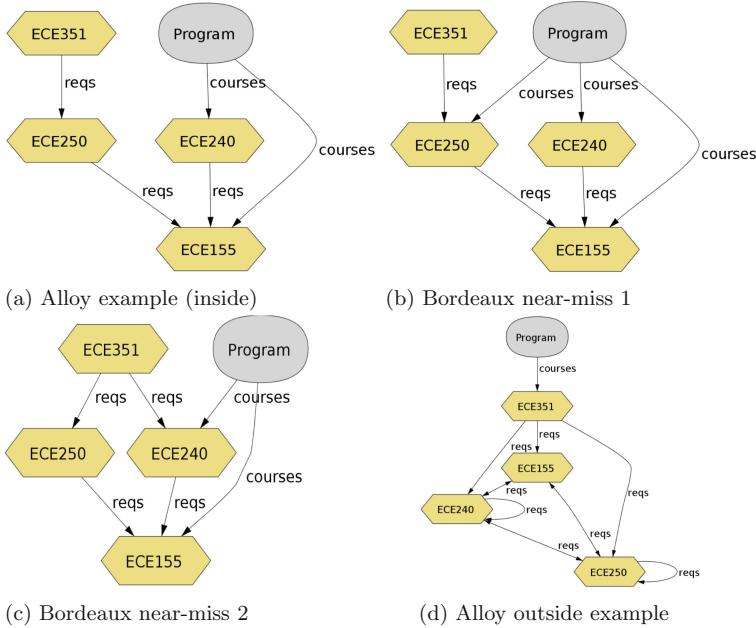 ECE351
Program
reqs
courses
ECE250
ECE240
courses
reqs
reqs
ECE155
(a) Alloy example (inside)
ECE351
Program
reqs
courses
courses
ECE250
ECE240
courses
reqs
reqs
ECE155
(b) Bordeaux near-miss 1
ECE351
Program
reqs
reqs
courses
ECE250
ECE240
courses
reqs
reqs
ECE155
(c) Bordeaux near-miss 2
Program
courses
ECE351
reqs
reqs
ECE155
reqs
reqs
ECE240
reqs
reqs
reqs
ECE250
reqs
(d) Alloy outside example